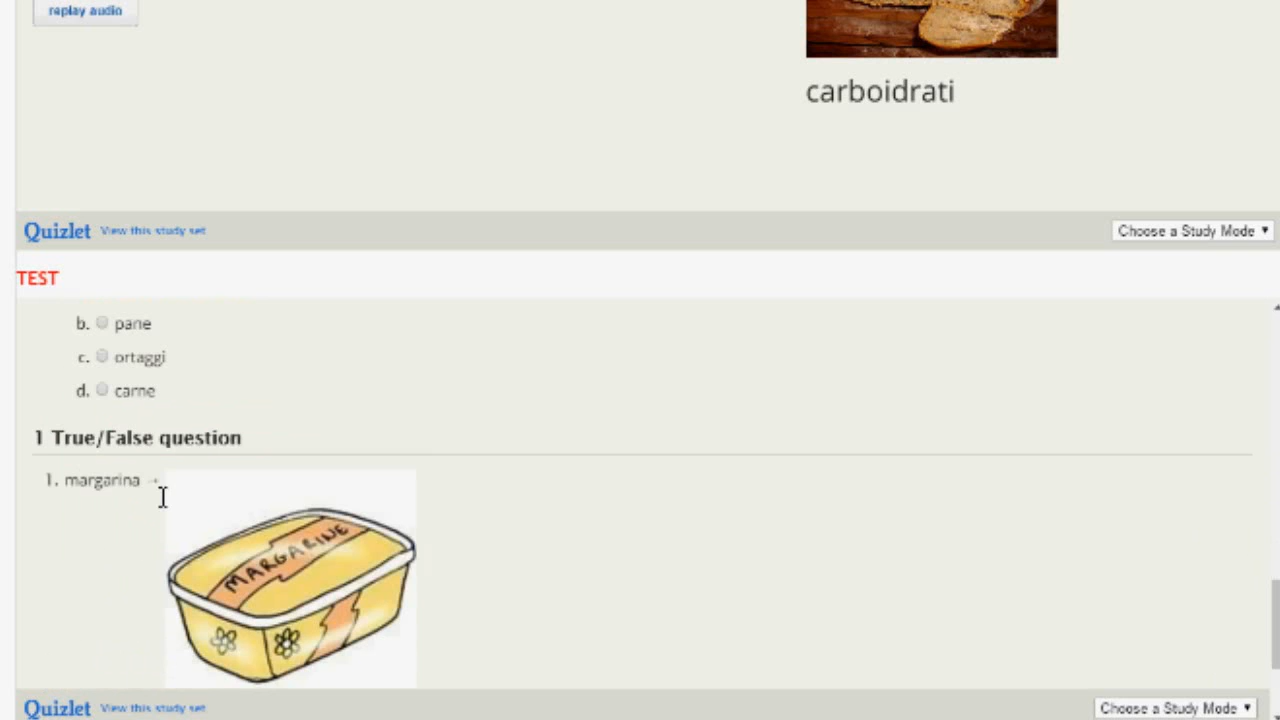 replay audio
carboidrati
Quizlet View this study set
Choose a Study Mode
TEST
b. pane
c. ortaggi
d. carne
1 True/False question
1. margarina →
MARGARINE
Quizlet View this study set
Choose a Study Mode